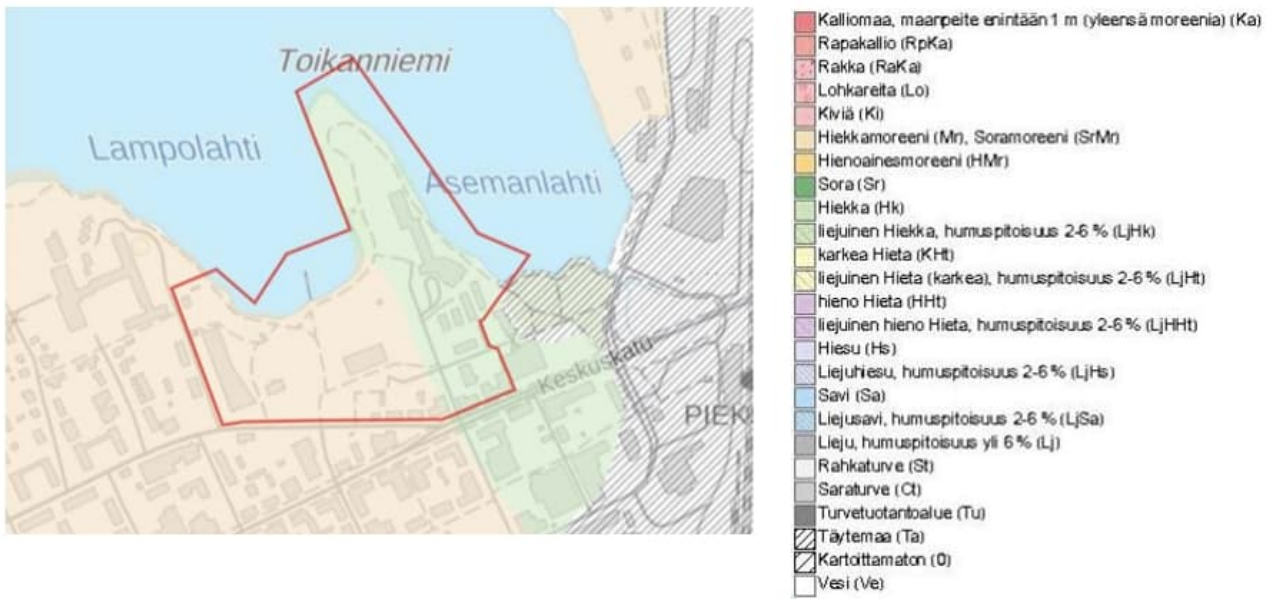 Toikanniemi
Lampolahti
Asemanlahti
Keskuskatu
PIEK
Kalliomaa, maanpeite enintään 1 m (yleensä moreenia) (Ka)
Rapakallio (RpKa)
Rakka (RaKa)
Lohkareita (Lo)
Kiviä (Ki)
Hiekkamoreeni (Mr), Soramoreeni (SrMr)
Hienoainesmoreeni (HMr)
Sora (Sr)
Hiekka (Hk)
liejuinen Hiekka, humuspitoisuus 2-6 % (LjHk)
karkea Hieta (KHt)
liejuinen Hieta (karkea), humuspitoisuus 2-6 % (LjHt)
hieno Hieta (HHt)
liejuinen hieno Hieta, humuspitoisuus 2-6 % (LjHHt)
Hiesu (Hs)
Liejuhiesu, humuspitoisuus 2-6 % (LjHs)
Savi (Sa)
Liejusavi, humuspitoisuus 2-6 % (LjSa)
Lieju, humuspitoisuus yli 6 % (Lj)
Rahkaturve (St)
Saraturve (Ct)
Turvetuotantoalue (Tu)
Täytemaa (Ta)
Kartoittamaton (0)
Vesi (Ve)